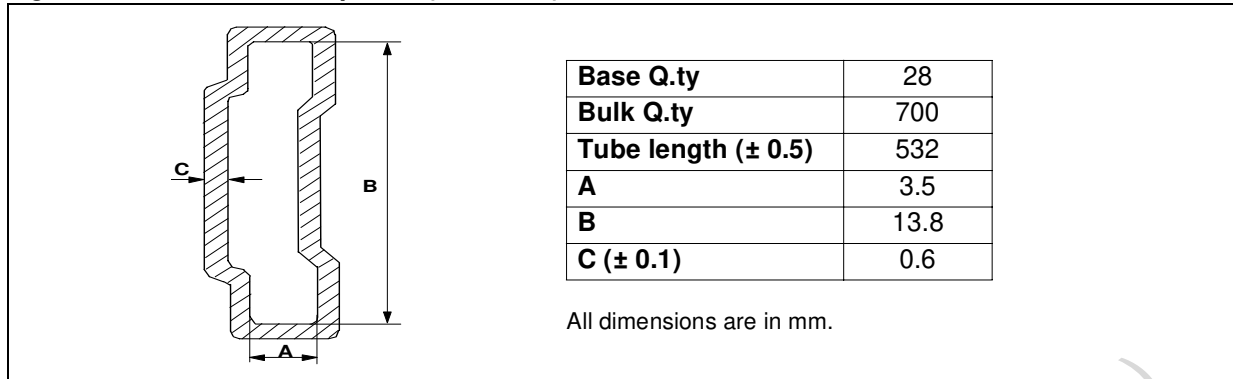 C
B
A
Base Q.ty 28
Bulk Q.ty 700
Tube length (± 0.5) 532
A 3.5
B 13.8
C (± 0.1) 0.6
All dimensions are in mm.